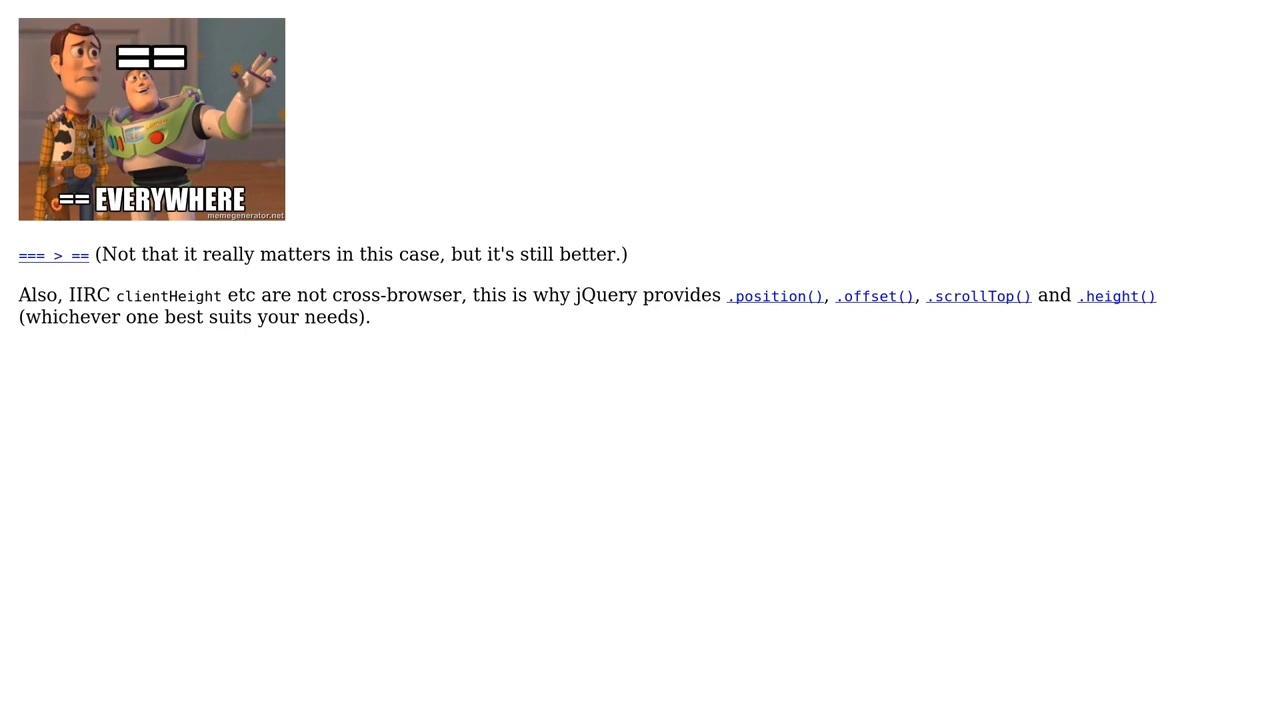 ==
== EVERYWHERE
memegenerator.net
=== > == (Not that it really matters in this case, but it's still better.)
Also, IIRC clientHeight etc are not cross-browser, this is why jQuery provides .position(), .offset(), .scrollTop() and .height()
(whichever one best suits your needs).